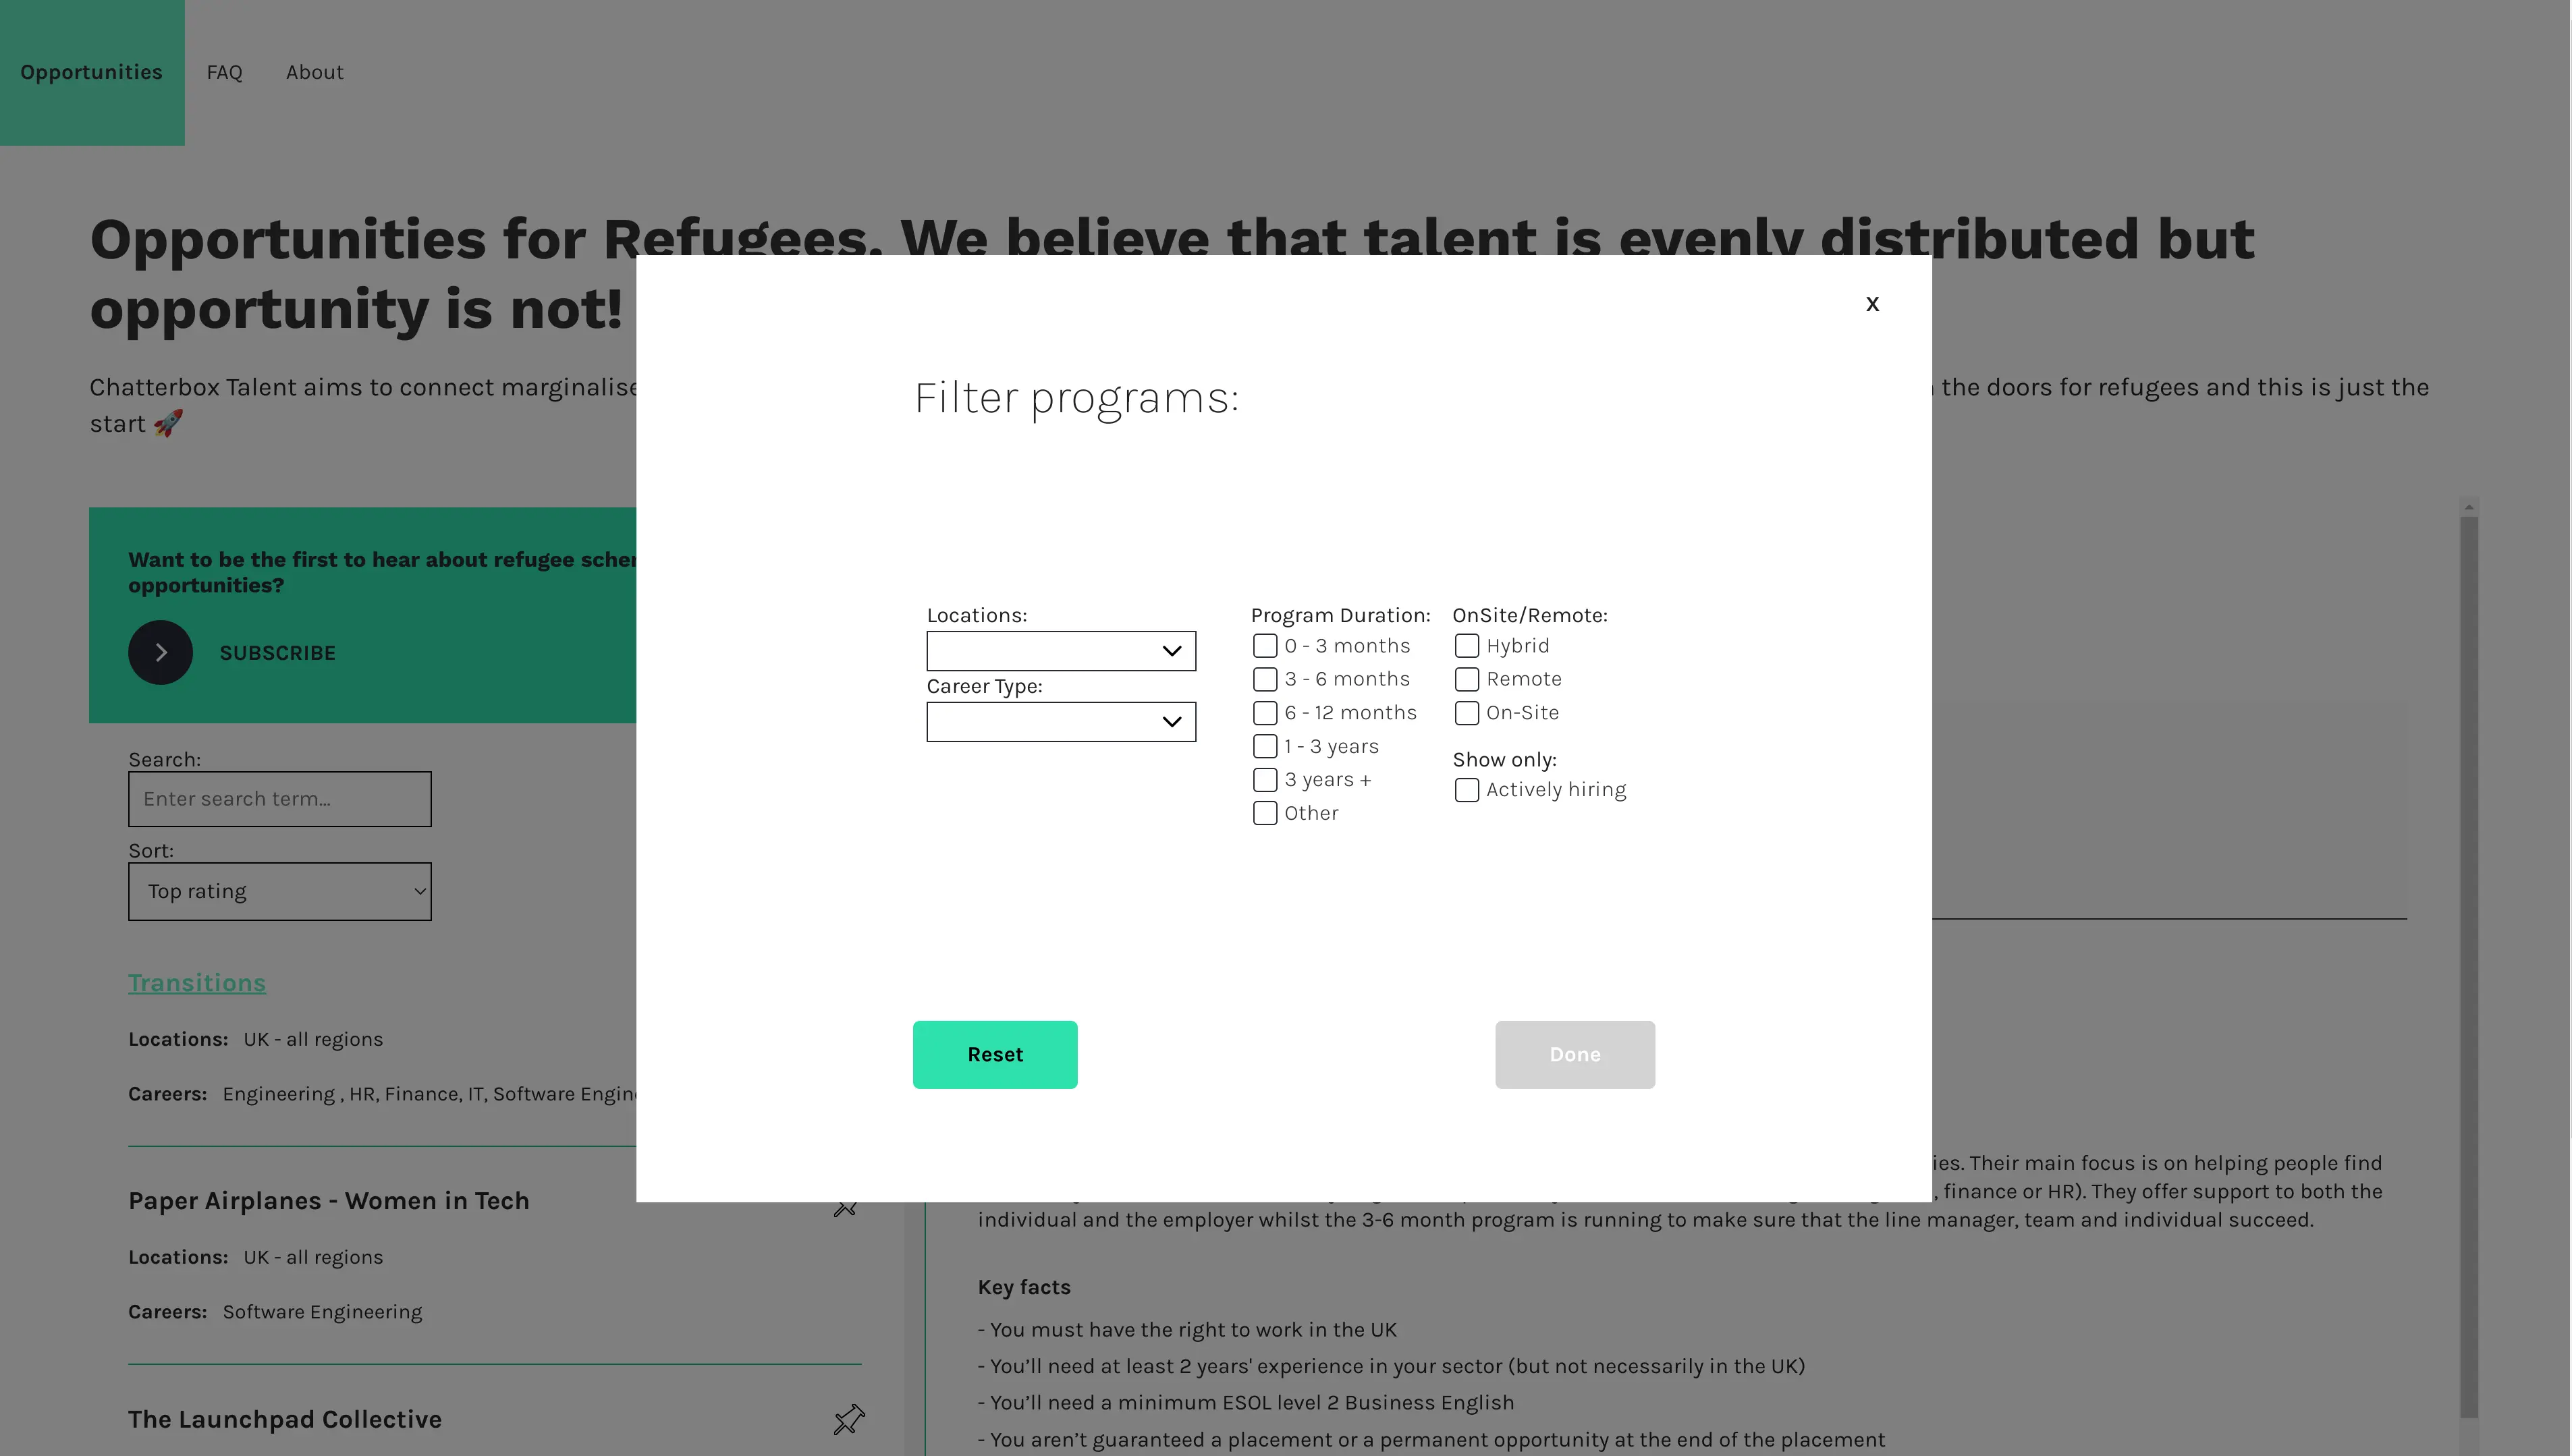 Opportunities FAQ About
Opportunities for Refugees. We believe that talent is evenly distributed but
opportunity is not!
Chatterbox Talent aims to connect marginalise the doors for refugees and this is just the
start 🚀
Want to be the first to hear about refugee
opportunities?
SUBSCRIBE
Search:
Enter search term...
Sort:
Top rating
Transitions
Locations: UK - all regions
Careers: Engineering , HR, Finance, IT, Software
Paper Airplanes - Women in Tech
Locations: UK - all regions
Careers: Software Engineering
The Launchpad Collective
X
Filter programs:
Locations:
Career Type:
Program Duration:
0 - 3 months
3 - 6 months
6 - 12 months
1 - 3 years
3 years +
Other
OnSite/Remote:
Hybrid
Remote
On-Site
Show only:
Actively hiring
Reset
Done
ies. Their main focus is on helping people find
, finance or HR). They offer support to both the
individual and the employer whilst the 3-6 month program is running to make sure that the line manager, team and individual succeed.
Key facts
- You must have the right to work in the UK
- You’ll need at least 2 years' experience in your sector (but not necessarily in the UK)
- You’ll need a minimum ESOL level 2 Business English
- You aren’t guaranteed a placement or a permanent opportunity at the end of the placement